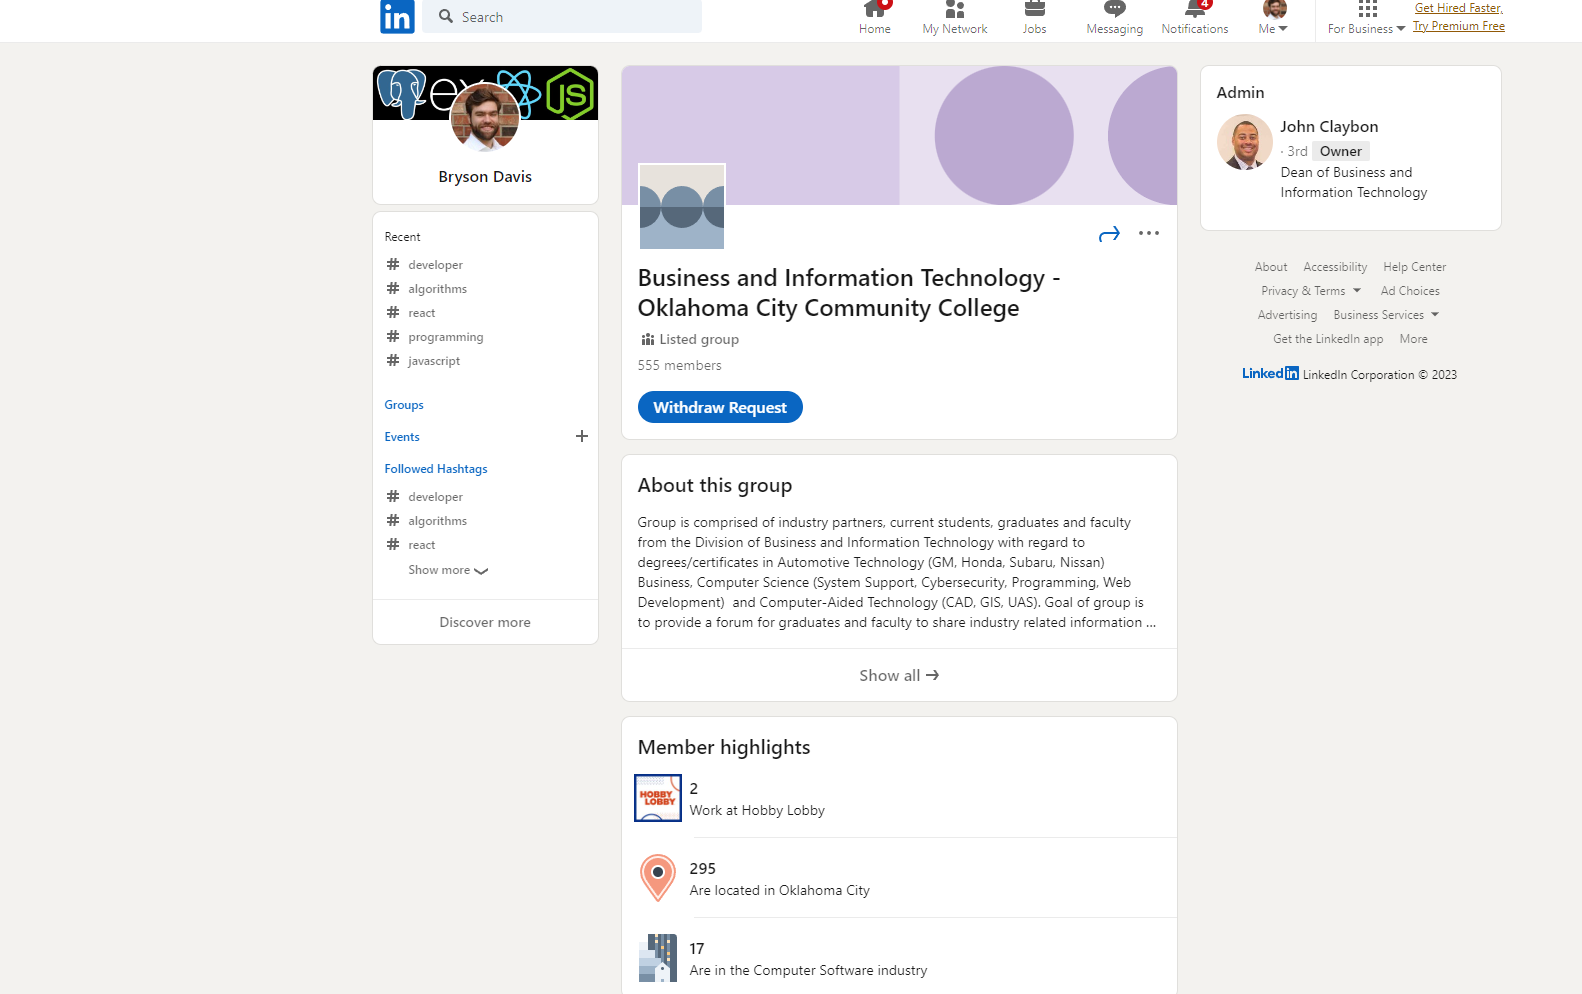 in
Search
Home
My Network
Jobs
Messaging
4
Notifications
Me
For Business
Get Hired Faster,
Try Premium Free
ex
JS
Bryson Davis
Recent
# developer
# algorithms
# react
# programming
# javascript
Groups
Events
Followed Hashtags
# developer
# algorithms
# react
Show more
Discover more
Business and Information Technology -
Oklahoma City Community College
Listed group
555 members
Withdraw Request
About this group
Group is comprised of industry partners, current students, graduates and faculty
from the Division of Business and Information Technology with regard to
degrees/certificates in Automotive Technology (GM, Honda, Subaru, Nissan)
Business, Computer Science (System Support, Cybersecurity, Programming, Web
Development)  and Computer-Aided Technology (CAD, GIS, UAS). Goal of group is
to provide a forum for graduates and faculty to share industry related information ...
Show all →
Member highlights
HOBBY
LOBBY
2
Work at Hobby Lobby
295
Are located in Oklahoma City
17
Are in the Computer Software industry
Admin
John Claybon
· 3rd Owner
Dean of Business and
Information Technology
About Accessibility Help Center
Privacy & Terms Ad Choices
Advertising Business Services
Get the LinkedIn app More
LinkedIn LinkedIn Corporation © 2023